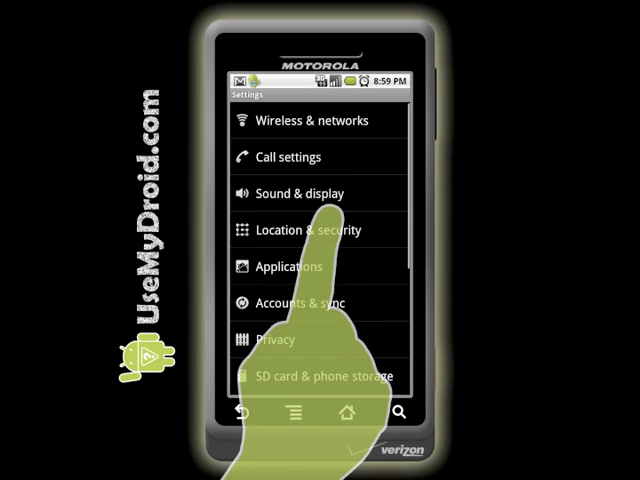 UseMyDroid.com
MOTOROLA
3G
8:59 PM
Settings
Wireless & networks
Call settings
Sound & display
Location & security
Applications
Accounts & sync
Privacy
SD card & phone storage
verizon